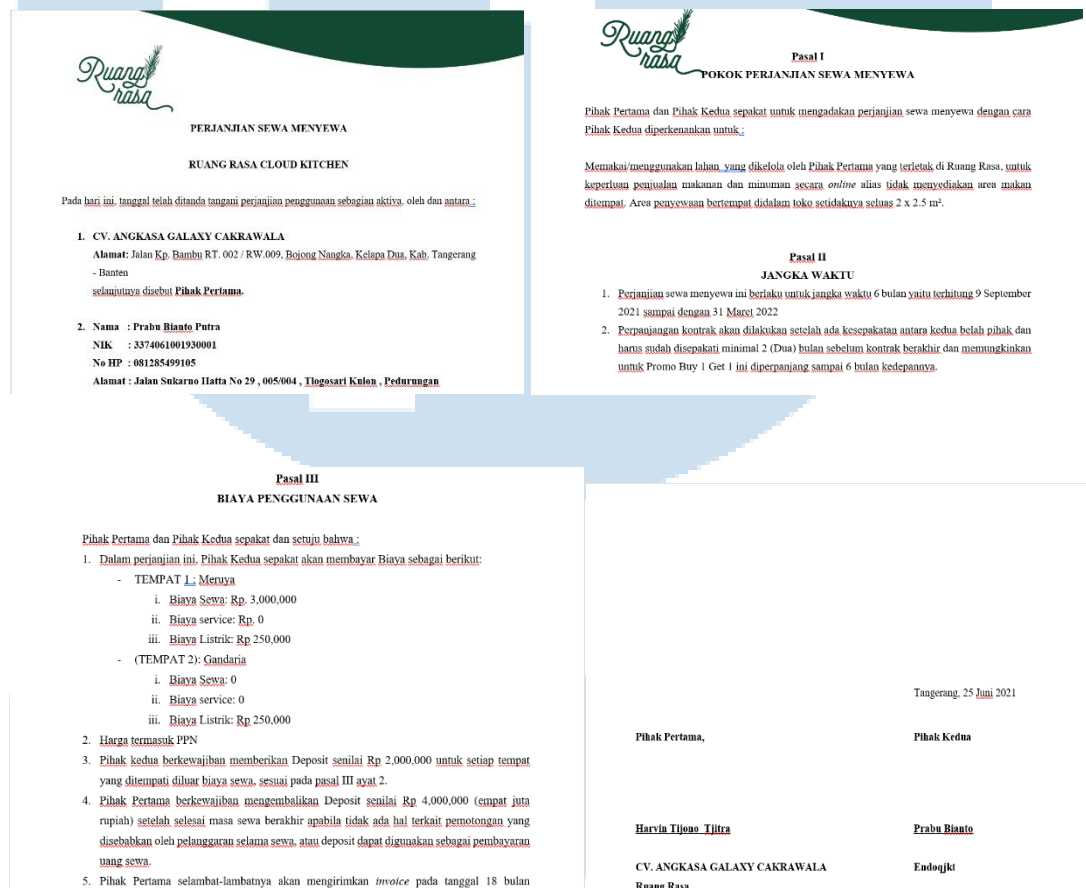 Ruang
rasa
PERJANJIAN SEWA MENYEWA
RUANG RASA CLOUD KITCHEN
Pada hari ini, tanggal telah ditanda tangani perjanjian penggunaan sebagian aktiva, oleh dan antara :
1. CV. ANGKASA GALAXY CAKRAWALA
Alamat: Jalan Kp. Bambu RT. 002 / RW.009, Bojong Nangka, Kelapa Dua, Kab. Tangerang
- Banten
selanjutnya disebut Pihak Pertama.
2. Nama : Prabu Bianto Putra
NIK : 3374061001930001
No HP : 081285499105
Alamat : Jalan Sukarno Hatta No 29 , 005/004 , Tlogosari Kulon , Pedurungan
Ruang
rasa
Pasal I
POKOK PERJANJIAN SEWA MENYEWA
Pihak Pertama dan Pihak Kedua sepakat untuk mengadakan perjanjian sewa menyewa dengan cara
Pihak Kedua diperkenankan untuk :
Memakai/menggunakan lahan yang dikelola oleh Pihak Pertama yang terletak di Ruang Rasa, untuk
keperluan penjualan makanan dan minuman secara online alias tidak menyediakan area makan
ditempat. Area penyewaan bertempat didalam toko setidaknya seluas 2 x 2.5 m².
Pasal II
JANGKA WAKTU
1. Perjanjian sewa menyewa ini berlaku untuk jangka waktu 6 bulan yaitu terhitung 9 September
2021 sampai dengan 31 Maret 2022
2. Perpanjangan kontrak akan dilakukan setelah ada kesepakatan antara kedua belah pihak dan
harus sudah disepakati minimal 2 (Dua) bulan sebelum kontrak berakhir dan memungkinkan
untuk Promo Buy 1 Get 1 ini diperpanjang sampai 6 bulan kedepannya.
Pasal III
BIAYA PENGGUNAAN SEWA
Pihak Pertama dan Pihak Kedua sepakat dan setuju bahwa :
1. Dalam perjanjian ini, Pihak Kedua sepakat akan membayar Biaya sebagai berikut:
- TEMPAT 1 : Meruya
i. Biaya Sewa: Rp. 3,000,000
ii. Biaya service: Rp. 0
iii. Biaya Listrik: Rp 250,000
- (TEMPAT 2): Gandaria
i. Biaya Sewa: 0
ii. Biaya service: 0
iii. Biaya Listrik: Rp 250,000
2. Harga termasuk PPN
3. Pihak kedua berkewajiban memberikan Deposit senilai Rp 2,000,000 untuk setiap tempat
yang ditempati diluar biaya sewa, sesuai pada pasal III ayat 2.
4. Pihak Pertama berkewajiban mengembalikan Deposit senilai Rp 4,000,000 (empat juta
rupiah) setelah selesai masa sewa berakhir apabila tidak ada hal terkait pemotongan yang
disebabkan oleh pelanggaran selama sewa, atau deposit dapat digunakan sebagai pembayaran
uang sewa.
5. Pihak Pertama selambat-lambatnya akan mengirimkan invoice pada tanggal 18 bulan
Tangerang, 25 Juni 2021
Pihak Pertama, Pihak Kedua
Harvin Tijono Tjitra Prabu Bianto
CV. ANGKASA GALAXY CAKRAWALA Endoqjkt
Ruang Rasa